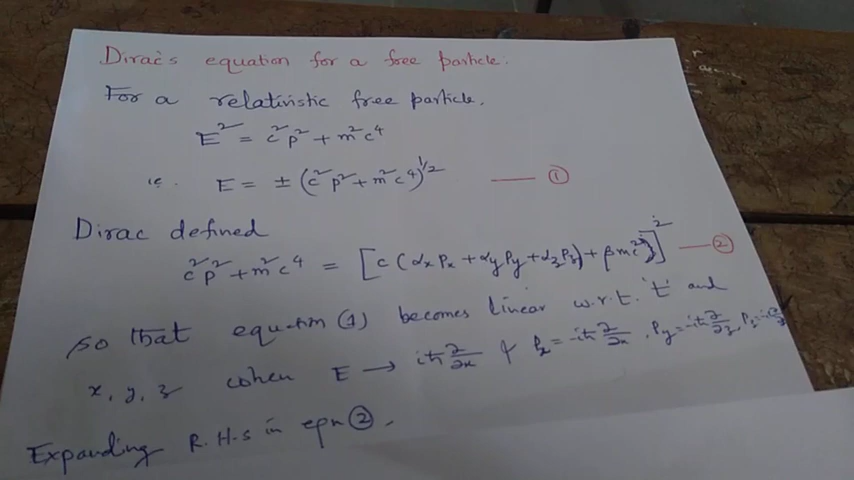 Dirac's equation for a free particle.
For a relativistic free particle,
E² = c²p² + m²c⁴
ie. E = ± (c²p² + m²c⁴)^1/2 —— ①
Dirac defined
c²p² + m²c⁴ = [c (αx Px + αy Py + αz Pz) + βmc²]² —— ②
so that equation (1) becomes linear w.r.t. 't' and
x, y, z when E → iħ ∂/∂x & Px = -iħ ∂/∂x, Py = -iħ ∂/∂z, Pz = -iħ
Expanding R.H.S in eqn ②.